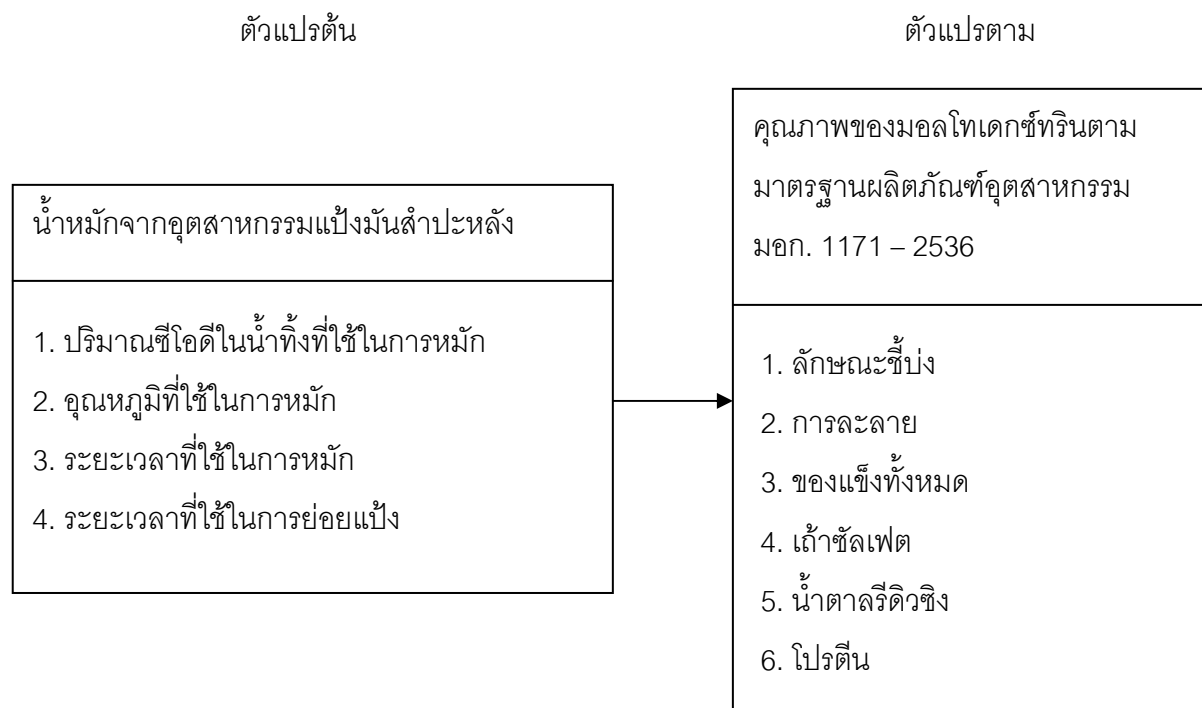 ตัวแปรต้น
ตัวแปรตาม
น้ำหมักจากอุตสาหกรรมแป้งมันสำปะหลัง
1. ปริมาณซีโอดีในน้ำทิ้งที่ใช้ในการหมัก
2. อุณหภูมิที่ใช้ในการหมัก
3. ระยะเวลาที่ใช้ในการหมัก
4. ระยะเวลาที่ใช้ในการย่อยแป้ง
คุณภาพของมอลโทเดกซ์ทรินตาม
มาตรฐานผลิตภัณฑ์อุตสาหกรรม
มอก. 1171 – 2536
1. ลักษณะชี้บ่ง
2. การละลาย
3. ของแข็งทั้งหมด
4. เถ้าซัลเฟต
5. น้ำตาลรีดิวซิง
6. โปรตีน